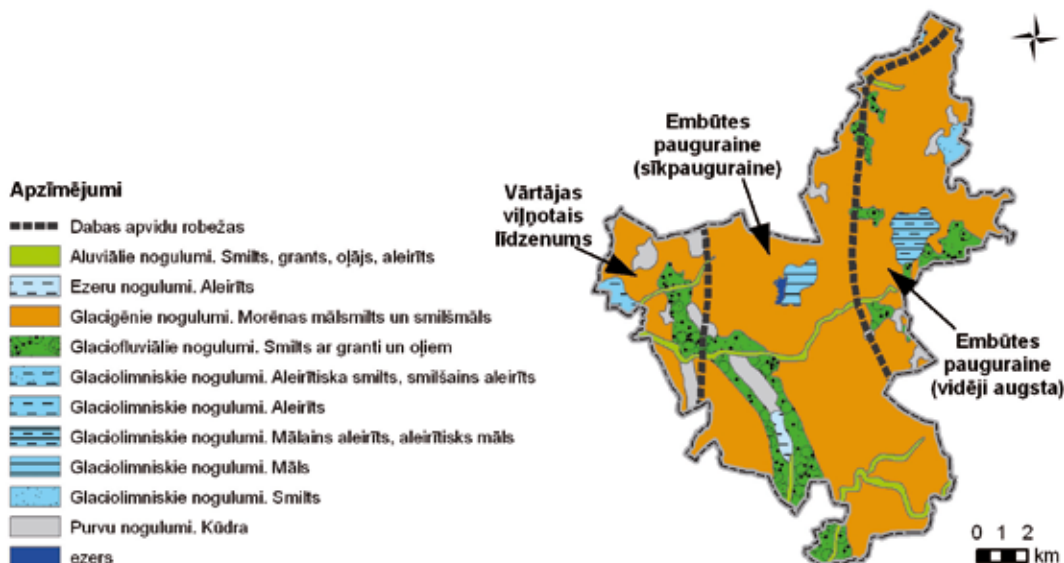 Apzīmējumi
Dabas apvidu robežas
Aluviālie nogulumi. Smilts, grants, oļājs, aleirīts
Ezeru nogulumi. Aleirīts
Glacigēnie nogulumi. Morēnas mālsmilts un smilšmāls
Glaciofluviālie nogulumi. Smilts ar granti un oļiem
Glaciolimniskie nogulumi. Aleirītiska smilts, smilšains aleirīts
Glaciolimniskie nogulumi. Aleirīts
Glaciolimniskie nogulumi. Mālains aleirīts, aleirītisks māls
Glaciolimniskie nogulumi. Māls
Glaciolimniskie nogulumi. Smilts
Purvu nogulumi. Kūdra
ezers
Vārtājas
viļņotais
līdzenums
Embūtes
pauguraine
(sīkpauguraine)
Embūtes
pauguraine
(vidēji augsta)
0 1 2
km